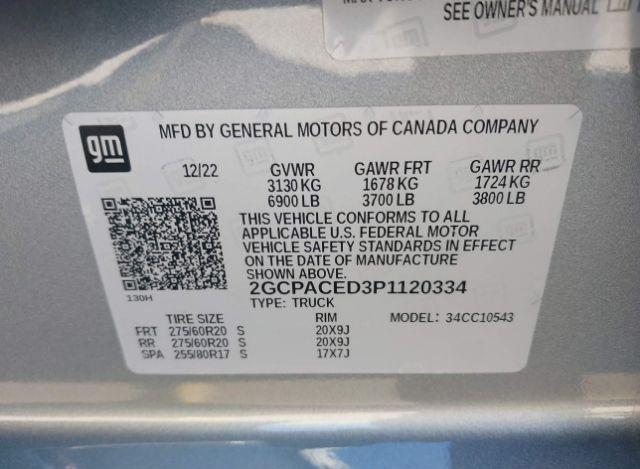 SEE OWNER'S MANUAL
gm
MFD BY GENERAL MOTORS OF CANADA COMPANY
12/22 GVWR GAWR FRT GAWR RR
3130 KG 1678 KG 1724 KG
6900 LB 3700 LB 3800 LB
THIS VEHICLE CONFORMS TO ALL
APPLICABLE U.S. FEDERAL MOTOR
VEHICLE SAFETY STANDARDS IN EFFECT
ON THE DATE OF MANUFACTURE
SHOWN ABOVE.
130H
2GCPACED3P1120334
TYPE: TRUCK
TIRE SIZE RIM MODEL: 34CC10543
FRT 275/60R20 S 20X9J
RR 275/60R20 S 20X9J
SPA 255/80R17 S 17X7J